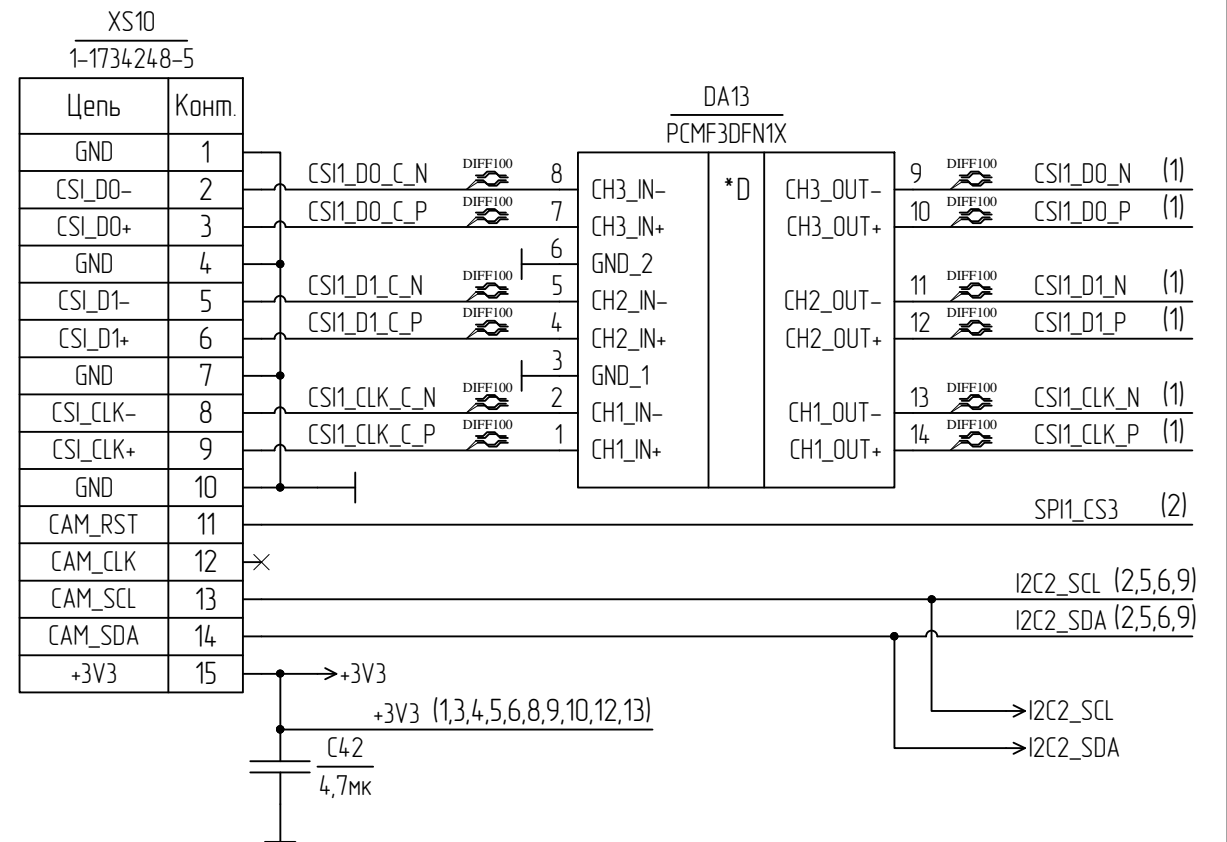 XS10
1-1734248-5
Цепь Конт.
GND 1
CSI_D0- 2
CSI_D0+ 3
GND 4
CSI_D1- 5
CSI_D1+ 6
GND 7
CSI_CLK- 8
CSI_CLK+ 9
GND 10
CAM_RST 11
CAM_CLK 12
CAM_SCL 13
CAM_SDA 14
+3V3 15
CSI1_D0_C_N DIFF100 8
CSI1_D0_C_P DIFF100 7
6
CSI1_D1_C_N DIFF100 5
CSI1_D1_C_P DIFF100 4
3
CSI1_CLK_C_N DIFF100 2
CSI1_CLK_C_P DIFF100 1
DA13
PCMF3DFN1X
*D
CH3_IN- CH3_OUT-
CH3_IN+ CH3_OUT+
GND_2
CH2_IN- CH2_OUT-
CH2_IN+ CH2_OUT+
GND_1
CH1_IN- CH1_OUT-
CH1_IN+ CH1_OUT+
9 DIFF100 CSI1_D0_N (1)
10 DIFF100 CSI1_D0_P (1)
11 DIFF100 CSI1_D1_N (1)
12 DIFF100 CSI1_D1_P (1)
13 DIFF100 CSI1_CLK_N (1)
14 DIFF100 CSI1_CLK_P (1)
SPI1_CS3 (2)
I2C2_SCL (2,5,6,9)
I2C2_SDA (2,5,6,9)
+3V3
+3V3 (1,3,4,5,6,8,9,10,12,13)
I2C2_SCL
I2C2_SDA
C42
4,7мк